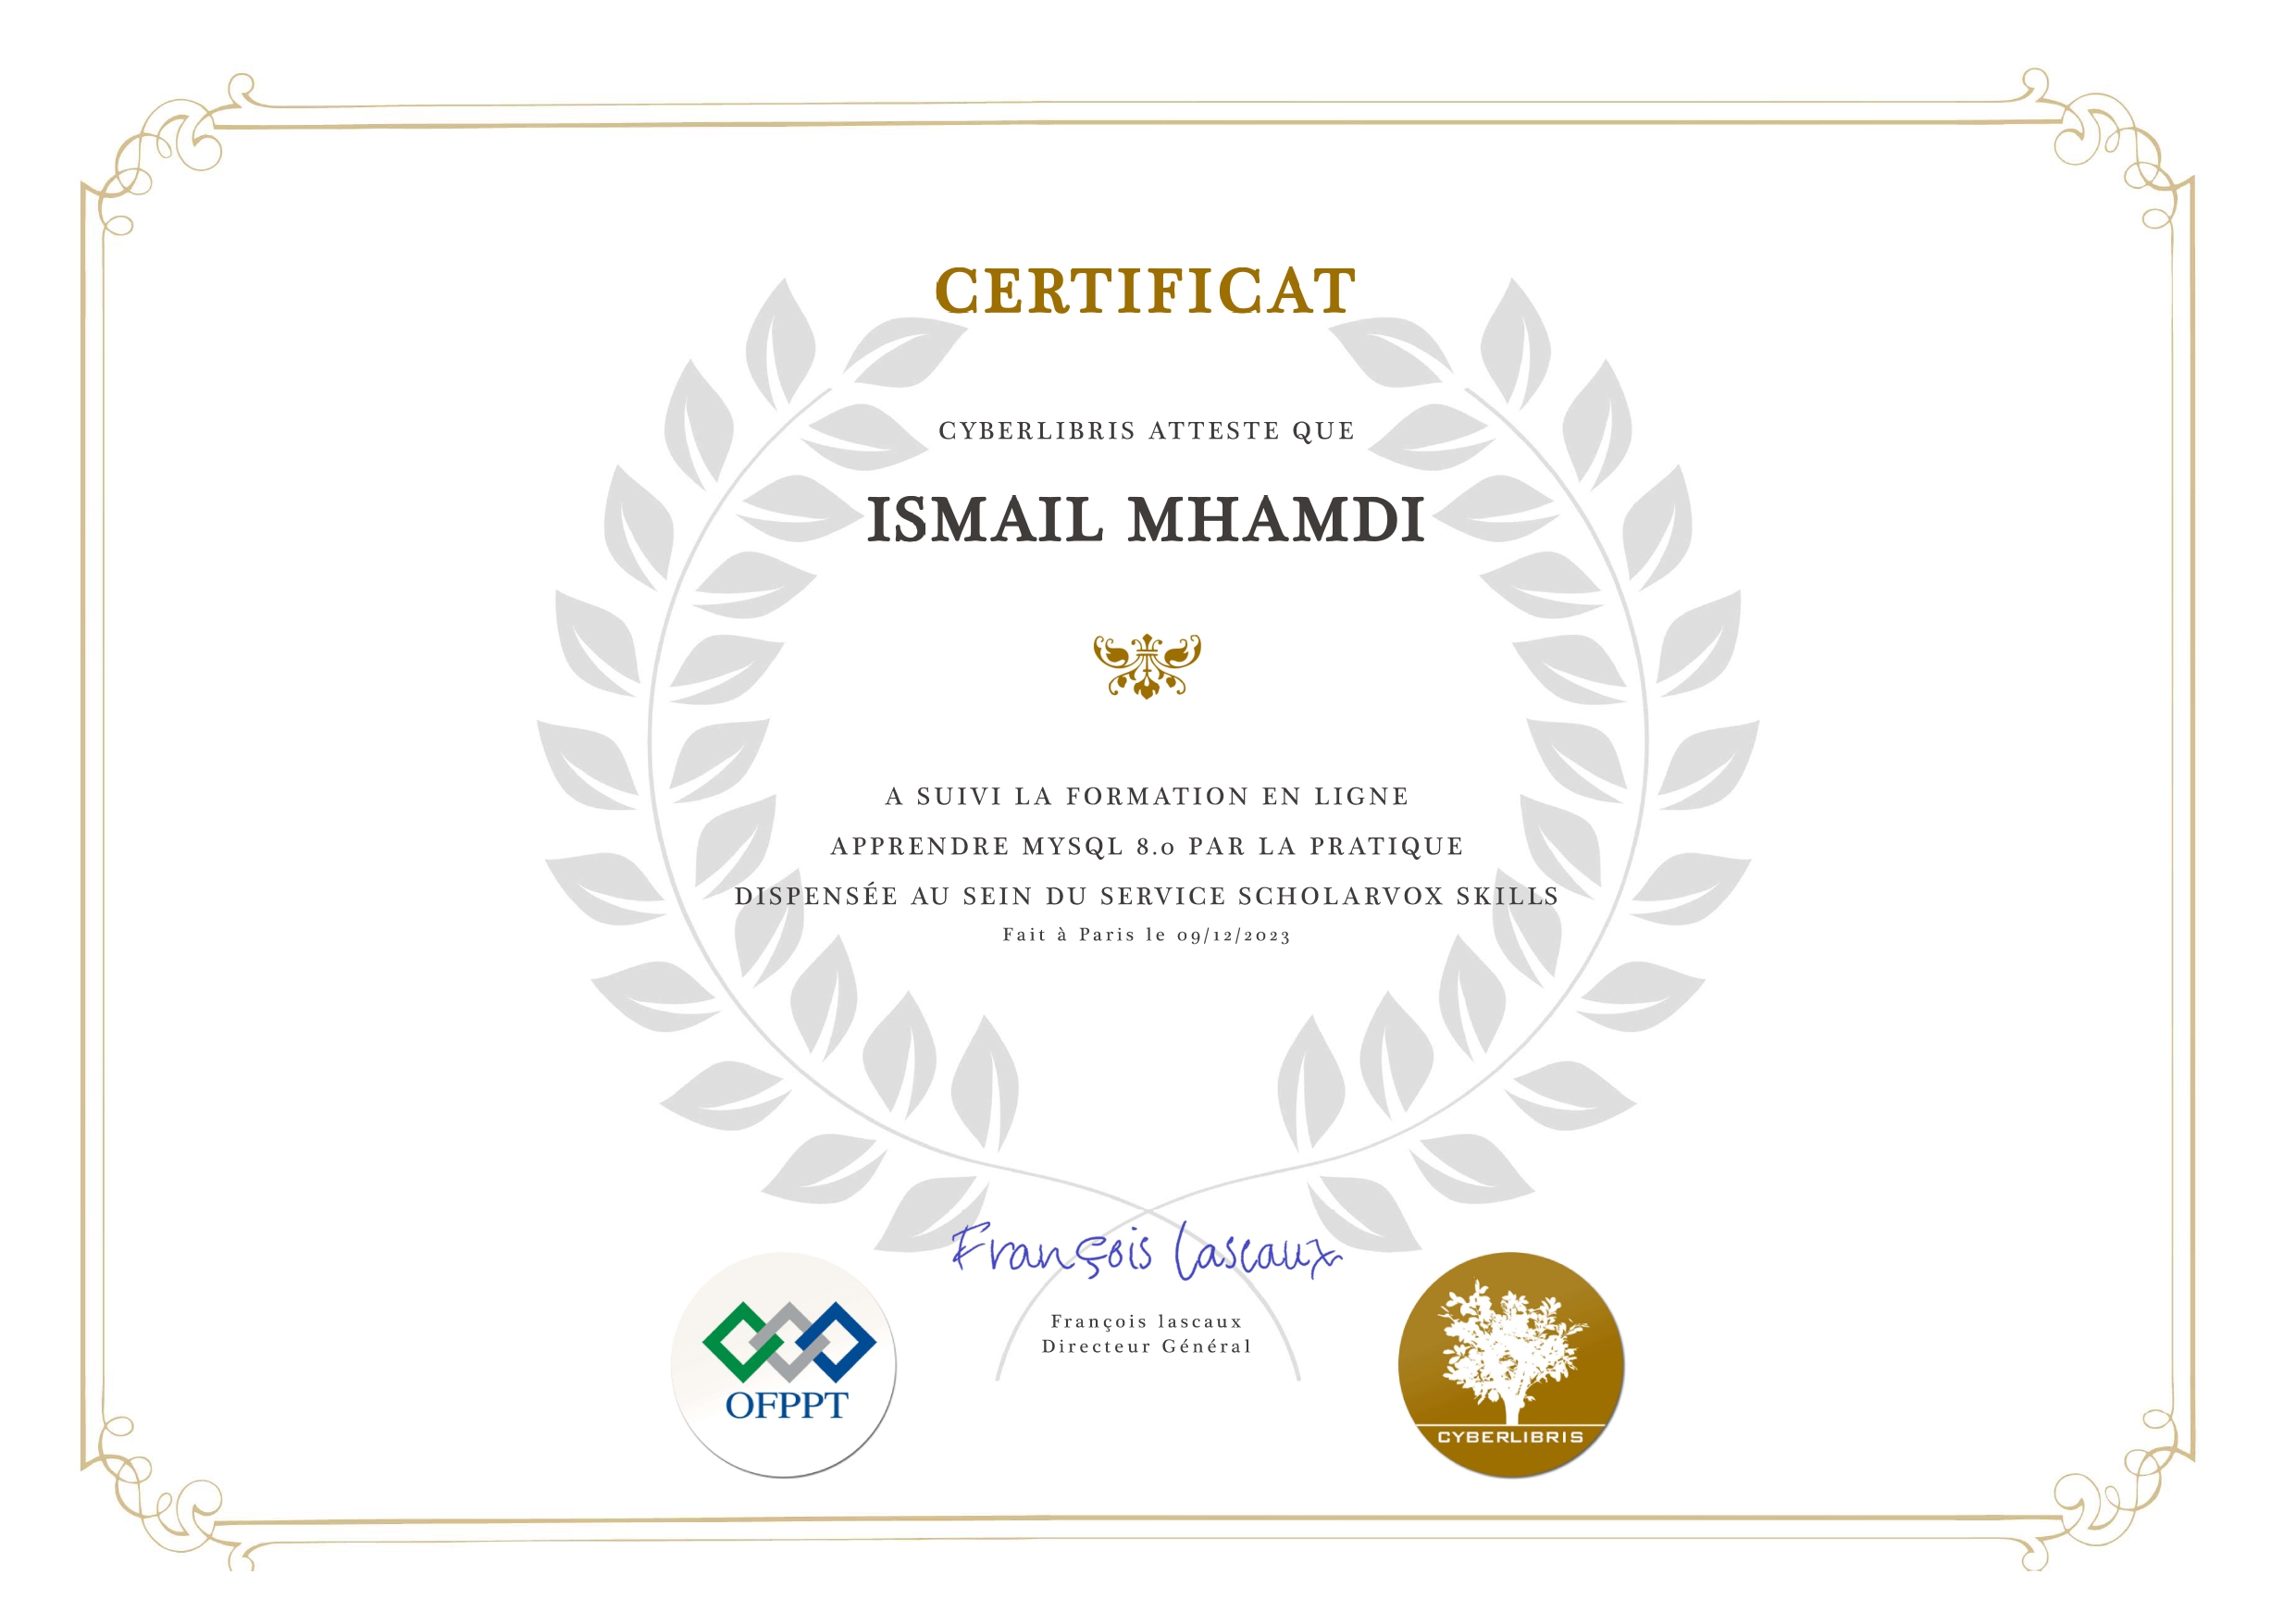 CERTIFICAT
CYBERLIBRIS ATTESTE QUE
ISMAIL MHAMDI
A SUIVI LA FORMATION EN LIGNE
APPRENDRE MYSQL 8.0 PAR LA PRATIQUE
DISPENSÉE AU SEIN DU SERVICE SCHOLARVOX SKILLS
Fait à Paris le 09/12/2023
François Lascaux
François lascaux
Directeur Général
OFPPT
CYBERLIBRIS